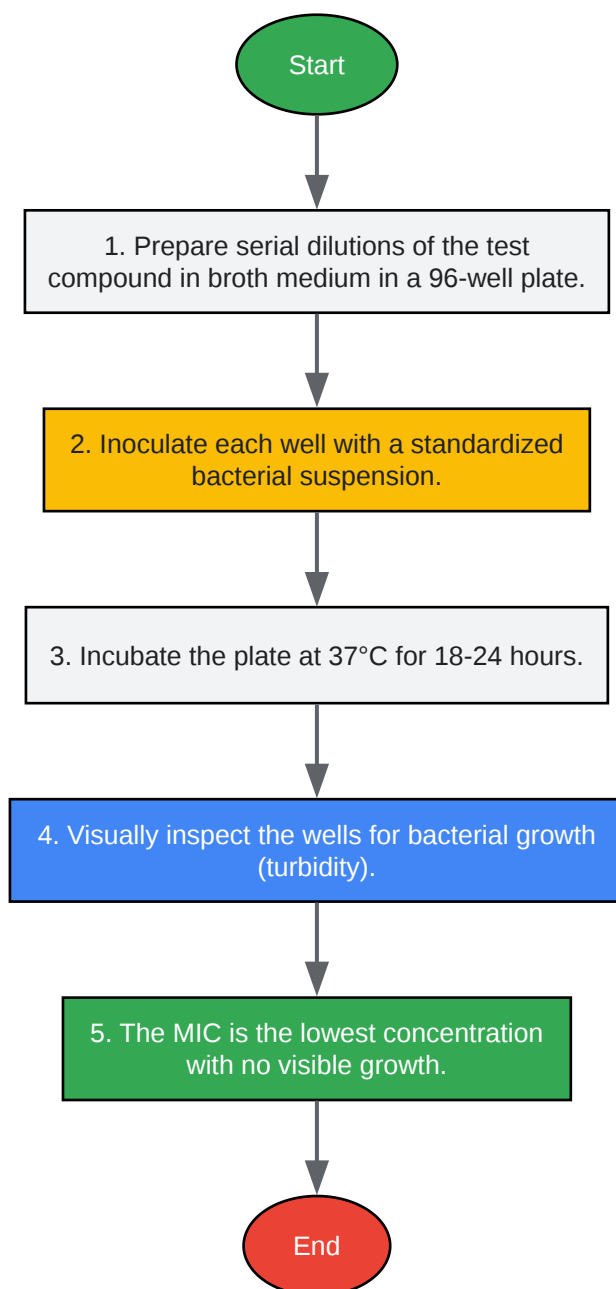 Start
1. Prepare serial dilutions of the test
compound in broth medium in a 96-well plate.
2. Inoculate each well with a standardized
bacterial suspension.
3. Incubate the plate at 37°C for 18-24 hours.
4. Visually inspect the wells for bacterial growth
(turbidity).
5. The MIC is the lowest concentration
with no visible growth.
End